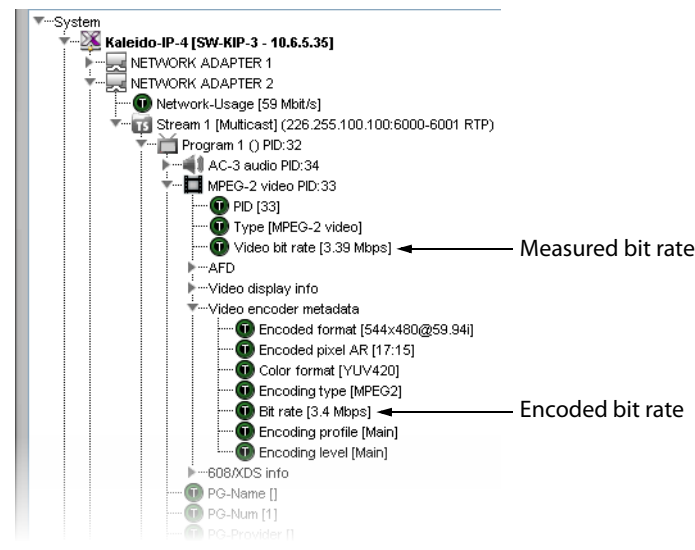 System
Kaleido-IP-4 [SW-KIP-3 - 10.6.5.35]
NETWORK ADAPTER 1
NETWORK ADAPTER 2
Network-Usage [59 Mbit/s]
TS Stream 1 [Multicast] (226.255.100.100:6000-6001 RTP)
Program 1 () PID:32
AC-3 audio PID:34
MPEG-2 video PID:33
T PID [33]
T Type [MPEG-2 video]
T Video bit rate [3.39 Mbps] Measured bit rate
AFD
Video display info
Video encoder metadata
T Encoded format [544x480@59.94i]
T Encoded pixel AR [17:15]
T Color format [YUV420]
T Encoding type [MPEG2]
T Bit rate [3.4 Mbps] Encoded bit rate
T Encoding profile [Main]
T Encoding level [Main]
608/XDS info
T PG-Name []
T PG-Num [1]
T PG-Provider []